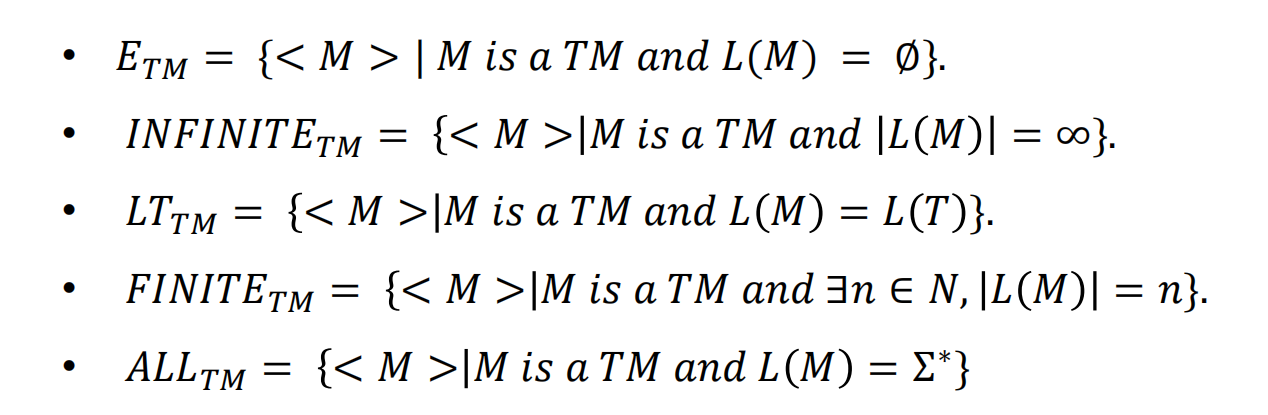 • E_TM = {< M > | M is a TM and L(M) = ∅}.
• INFINITE_TM = {< M >|M is a TM and |L(M)| = ∞}.
• LT_TM = {< M >|M is a TM and L(M) = L(T)}.
• FINITE_TM = {< M >|M is a TM and ∃n ∈ N, |L(M)| = n}.
• ALL_TM = {< M >|M is a TM and L(M) = Σ*}